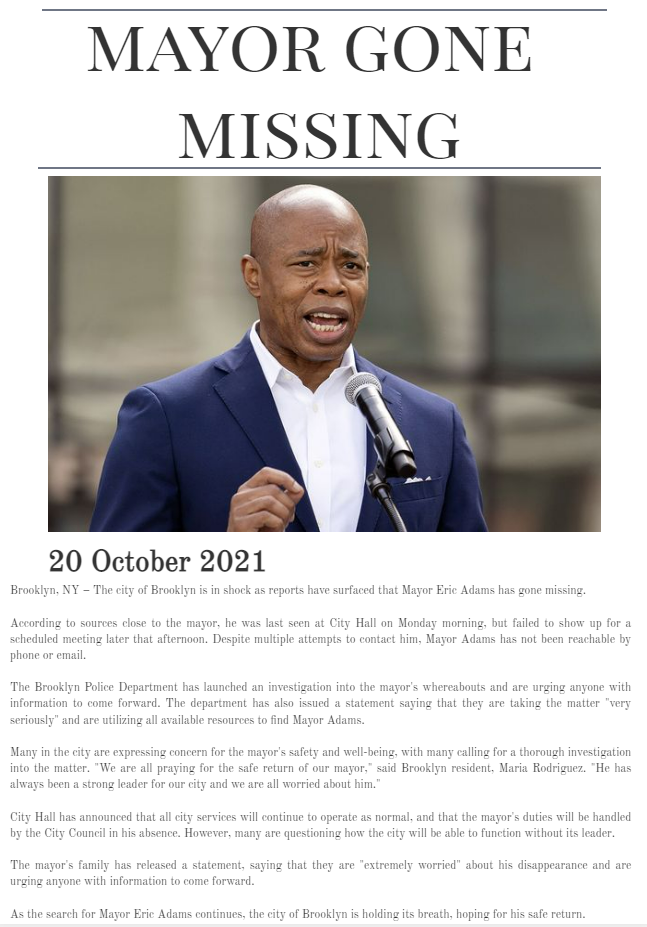 MAYOR GONE
MISSING
20 October 2021
Brooklyn, NY – The city of Brooklyn is in shock as reports have surfaced that Mayor Eric Adams has gone missing.
According to sources close to the mayor, he was last seen at City Hall on Monday morning, but failed to show up for a
scheduled meeting later that afternoon. Despite multiple attempts to contact him, Mayor Adams has not been reachable by
phone or email.
The Brooklyn Police Department has launched an investigation into the mayor's whereabouts and are urging anyone with
information to come forward. The department has also issued a statement saying that they are taking the matter "very
seriously" and are utilizing all available resources to find Mayor Adams.
Many in the city are expressing concern for the mayor's safety and well-being, with many calling for a thorough investigation
into the matter. "We are all praying for the safe return of our mayor," said Brooklyn resident, Maria Rodriguez. "He has
always been a strong leader for our city and we are all worried about him."
City Hall has announced that all city services will continue to operate as normal, and that the mayor's duties will be handled
by the City Council in his absence. However, many are questioning how the city will be able to function without its leader.
The mayor's family has released a statement, saying that they are "extremely worried" about his disappearance and are
urging anyone with information to come forward.
As the search for Mayor Eric Adams continues, the city of Brooklyn is holding its breath, hoping for his safe return.